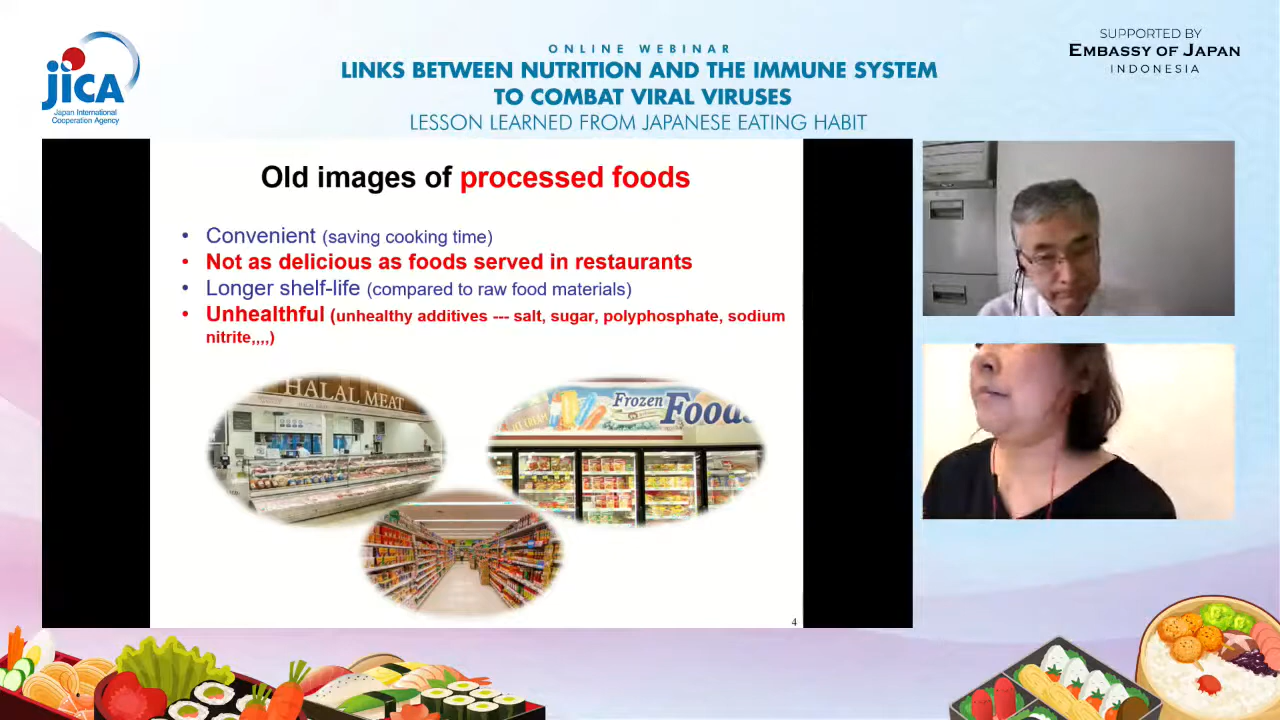 JICA
Japan International
Cooperation Agency
ONLINE WEBINAR
LINKS BETWEEN NUTRITION AND THE IMMUNE SYSTEM
TO COMBAT VIRAL VIRUSES
LESSON LEARNED FROM JAPANESE EATING HABIT
SUPPORTED BY
EMBASSY OF JAPAN
INDONESIA
Old images of processed foods
• Convenient (saving cooking time)
• Not as delicious as foods served in restaurants
• Longer shelf-life (compared to raw food materials)
• Unhealthful (unhealthy additives --- salt, sugar, polyphosphate, sodium
nitrite,,,,)
HALAL MEAT
Frozen
Foods
4